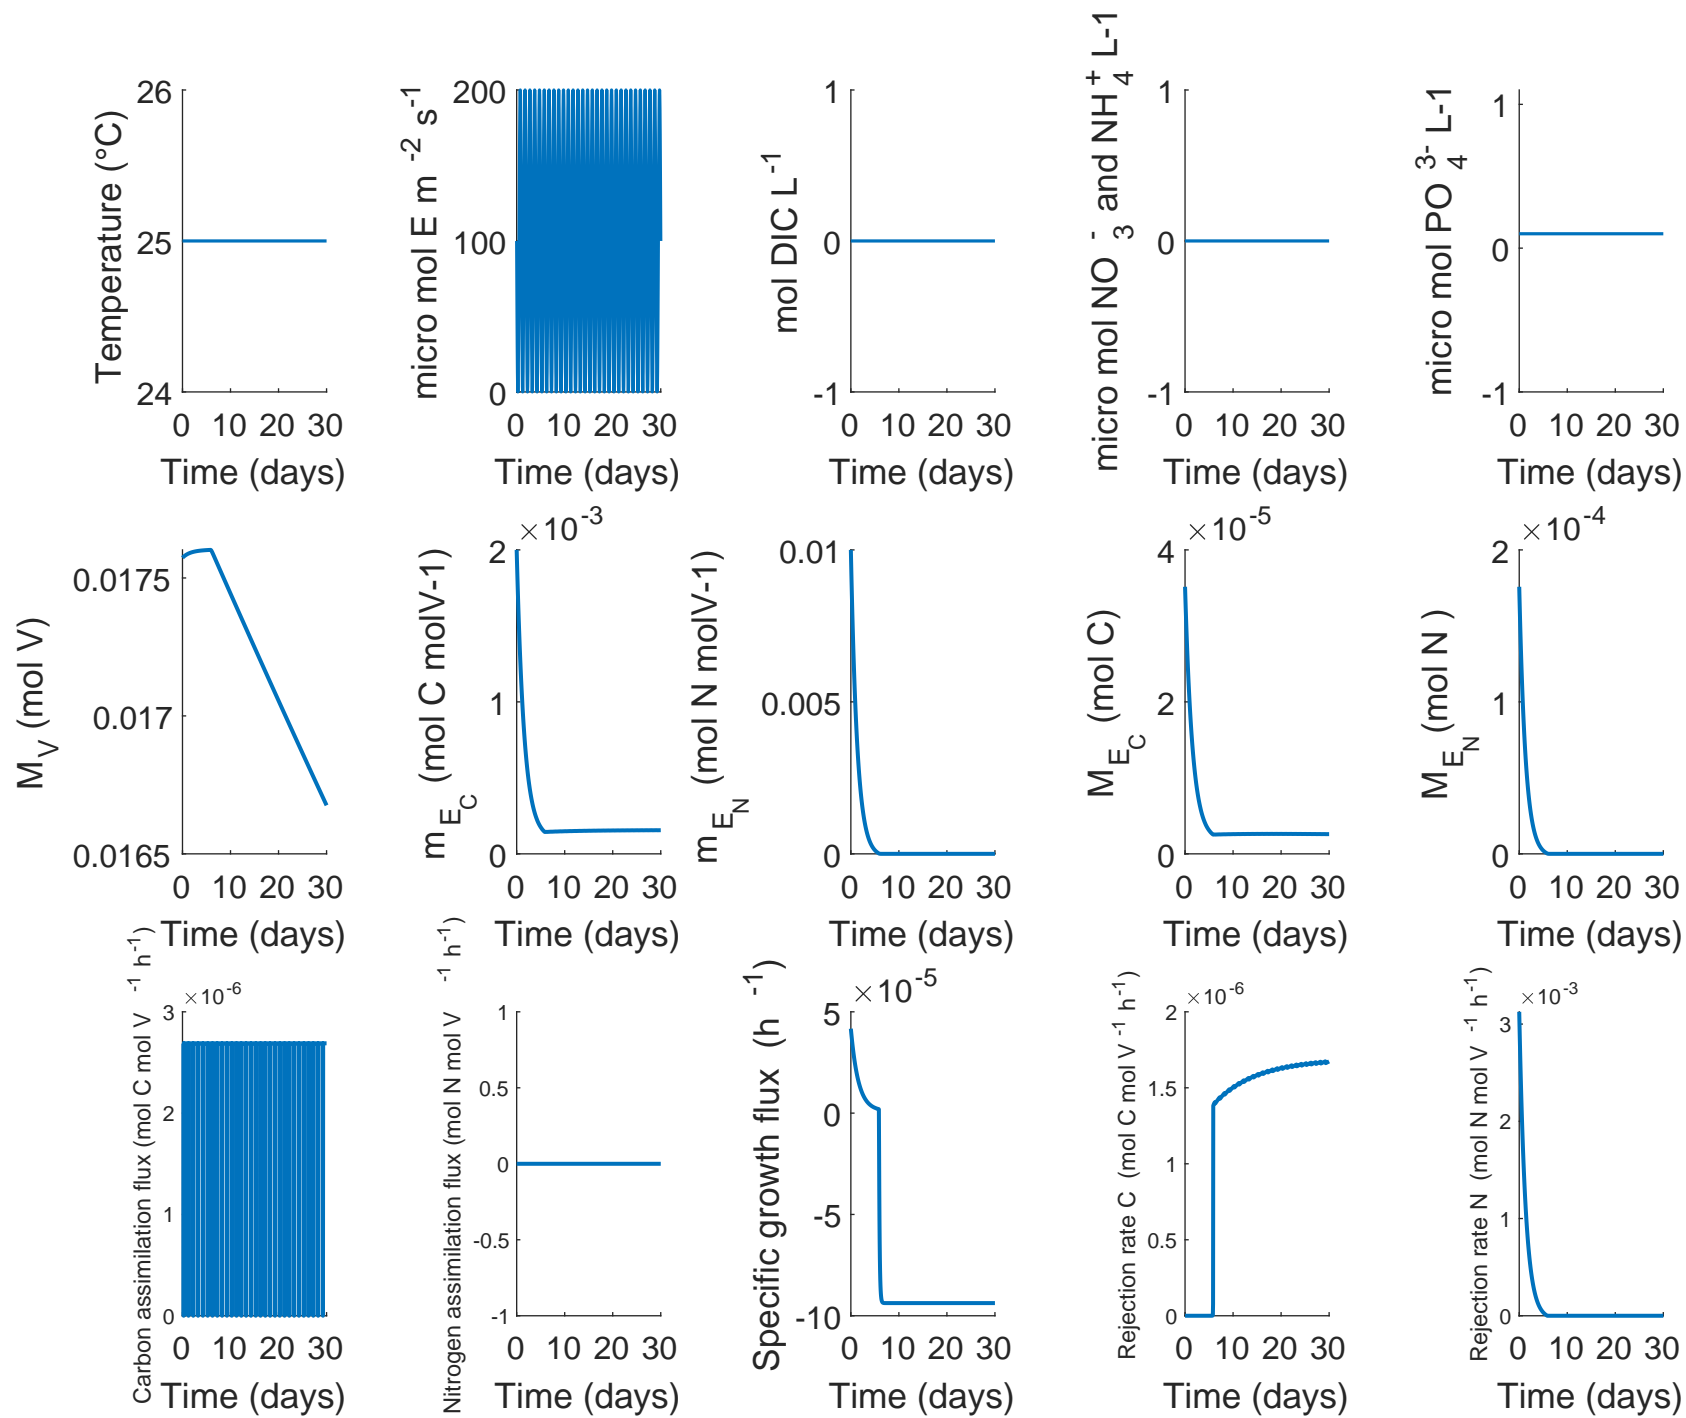 Temperature (°C)
26
25
24
0 10 20 30
Time (days)
micro mol E m -2 s-1
200
100
0
0 10 20 30
Time (days)
mol DIC L-1
1
0
-1
0 10 20 30
Time (days)
micro mol NO3- and NH4+ L-1
1
0
-1
0 10 20 30
Time (days)
micro mol PO43- L-1
1
0
-1
0 10 20 30
Time (days)
MV (mol V)
0.0175
0.017
0.0165
0 10 20 30
Time (days)
mEC (mol C molV-1)
×10-3
2
1
0
0 10 20 30
Time (days)
mEN (mol N molV-1)
0.01
0.005
0
0 10 20 30
Time (days)
MEC (mol C)
×10-5
4
2
0
0 10 20 30
Time (days)
MEN (mol N )
×10-4
2
1
0
0 10 20 30
Time (days)
Carbon assimilation flux (mol C mol V -1 h-1)
×10-6
3
2
1
0
0 10 20 30
Time (days)
Nitrogen assimilation flux (mol N mol V -1 h-1)
1
0.5
0
-0.5
-1
0 10 20 30
Time (days)
Specific growth flux (h -1)
×10-5
5
0
-5
-10
0 10 20 30
Time (days)
Rejection rate C (mol C mol V -1 h-1)
×10-6
2
1.5
1
0.5
0
0 10 20 30
Time (days)
Rejection rate N (mol N mol V -1 h-1)
×10-3
3
2
1
0
0 10 20 30
Time (days)